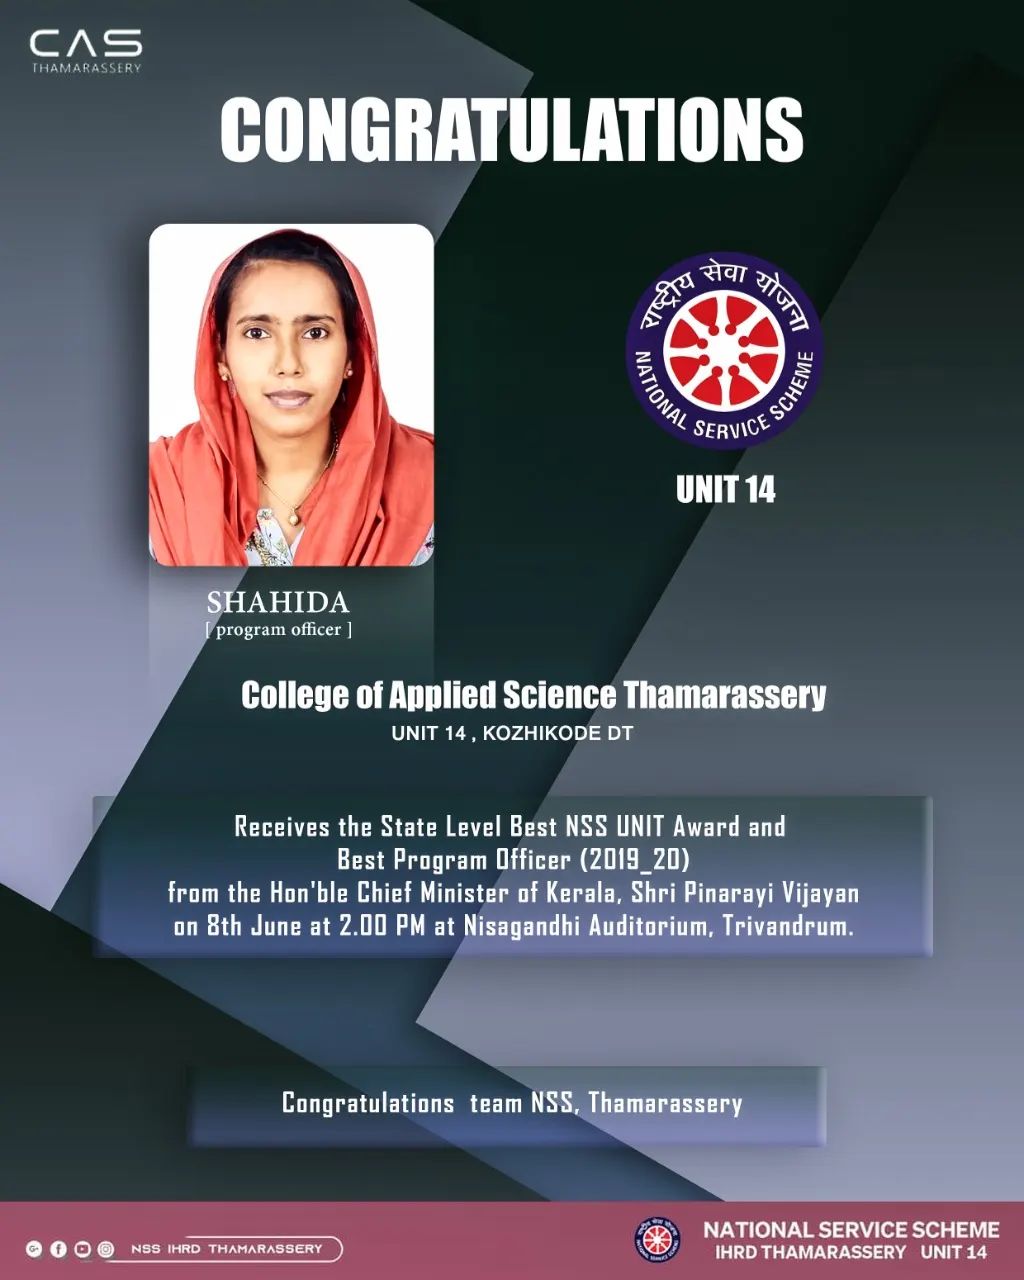 CAS
THAMARASSERY
CONGRATULATIONS
राष्ट्रीय सेवा योजना
NATIONAL SERVICE SCHEME
UNIT 14
SHAHIDA
[ program officer ]
College of Applied Science Thamarassery
UNIT 14 , KOZHIKODE DT
Receives the State Level Best NSS UNIT Award and
Best Program Officer (2019_20)
from the Hon'ble Chief Minister of Kerala, Shri Pinarayi Vijayan
on 8th June at 2.00 PM at Nisagandhi Auditorium, Trivandrum.
Congratulations team NSS, Thamarassery
NSS IHRD THAMARASSERY
NATIONAL SERVICE SCHEME
IHRD THAMARASSERY UNIT 14